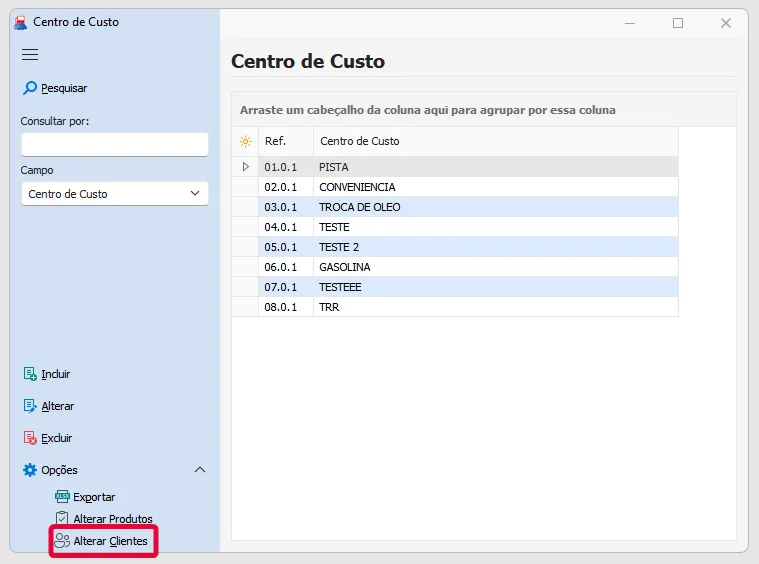 Centro de Custo
Pesquisar
Consultar por:
Campo
Centro de Custo
Incluir
Alterar
Excluir
Opções
XLSX
Exportar
Alterar Produtos
Alterar Clientes
Centro de Custo
Arraste um cabeçalho da coluna aqui para agrupar por essa coluna
Ref. Centro de Custo
01.0.1 PISTA
02.0.1 CONVENIENCIA
03.0.1 TROCA DE OLEO
04.0.1 TESTE
05.0.1 TESTE 2
06.0.1 GASOLINA
07.0.1 TESTEEE
08.0.1 TRR